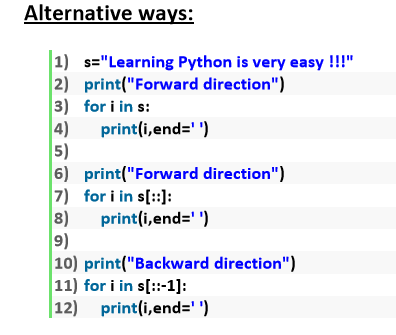 Alternative ways:
1) s="Learning Python is very easy !!!"
2) print("Forward direction")
3) for i in s:
4) print(i,end=' ')
5)
6) print("Forward direction")
7) for i in s[::]:
8) print(i,end=' ')
9)
10) print("Backward direction")
11) for i in s[::-1]:
12) print(i,end=' ')